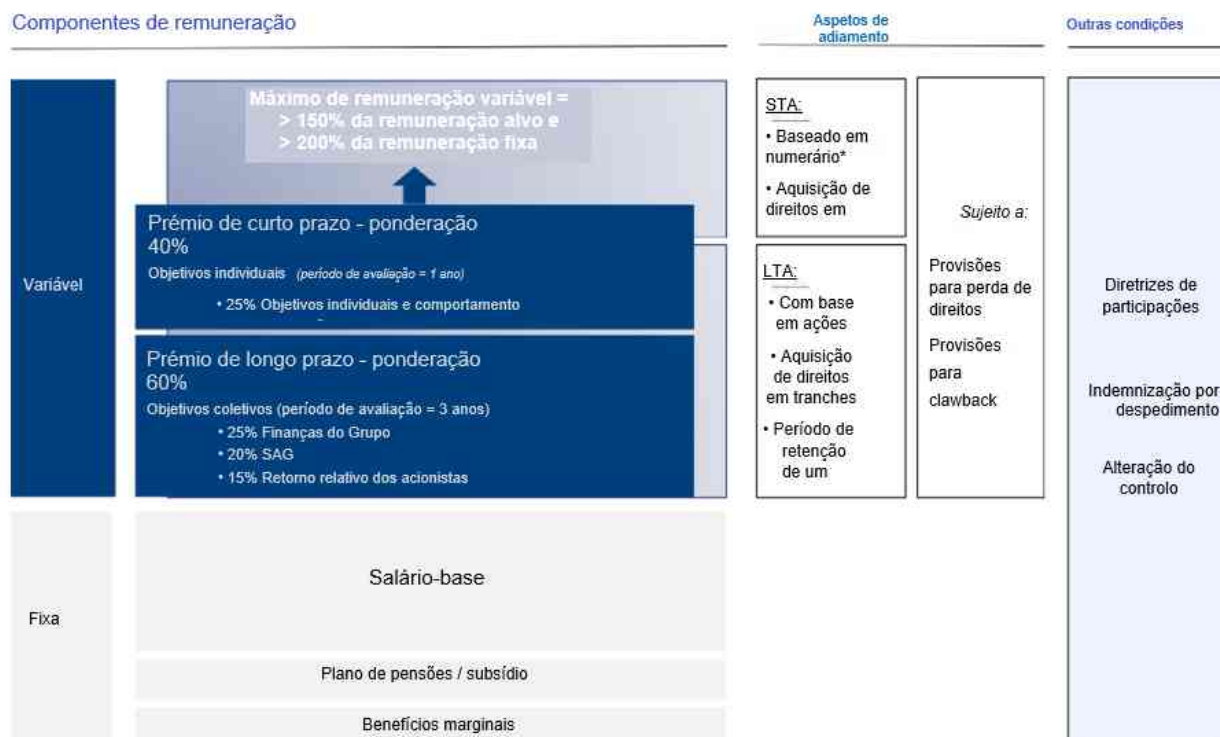 Componentes de remuneração
Aspetos de
adiamento
Outras condições
Variável
Máximo de remuneração variável =
> 150% da remuneração alvo e
> 200% da remuneração fixa
Prémio de curto prazo - ponderação
40%
Objetivos individuais (período de avaliação = 1 ano)
• 25% Objetivos individuais e comportamento
Prémio de longo prazo - ponderação
60%
Objetivos coletivos (período de avaliação = 3 anos)
• 25% Finanças do Grupo
• 20% SAG
• 15% Retorno relativo dos acionistas
STA:
• Baseado em
numerário*
• Aquisição de
direitos em
LTA:
• Com base
em ações
• Aquisição
de direitos
em tranches
• Período de
retenção
de um
Sujeito a:
Provisões
para perda de
direitos
Provisões
para
clawback
Diretrizes de
participações
Indemnização por
despedimento
Alteração do
controlo
Fixa
Salário-base
Plano de pensões / subsídio
Benefícios marginais